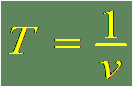 T = 1/ν